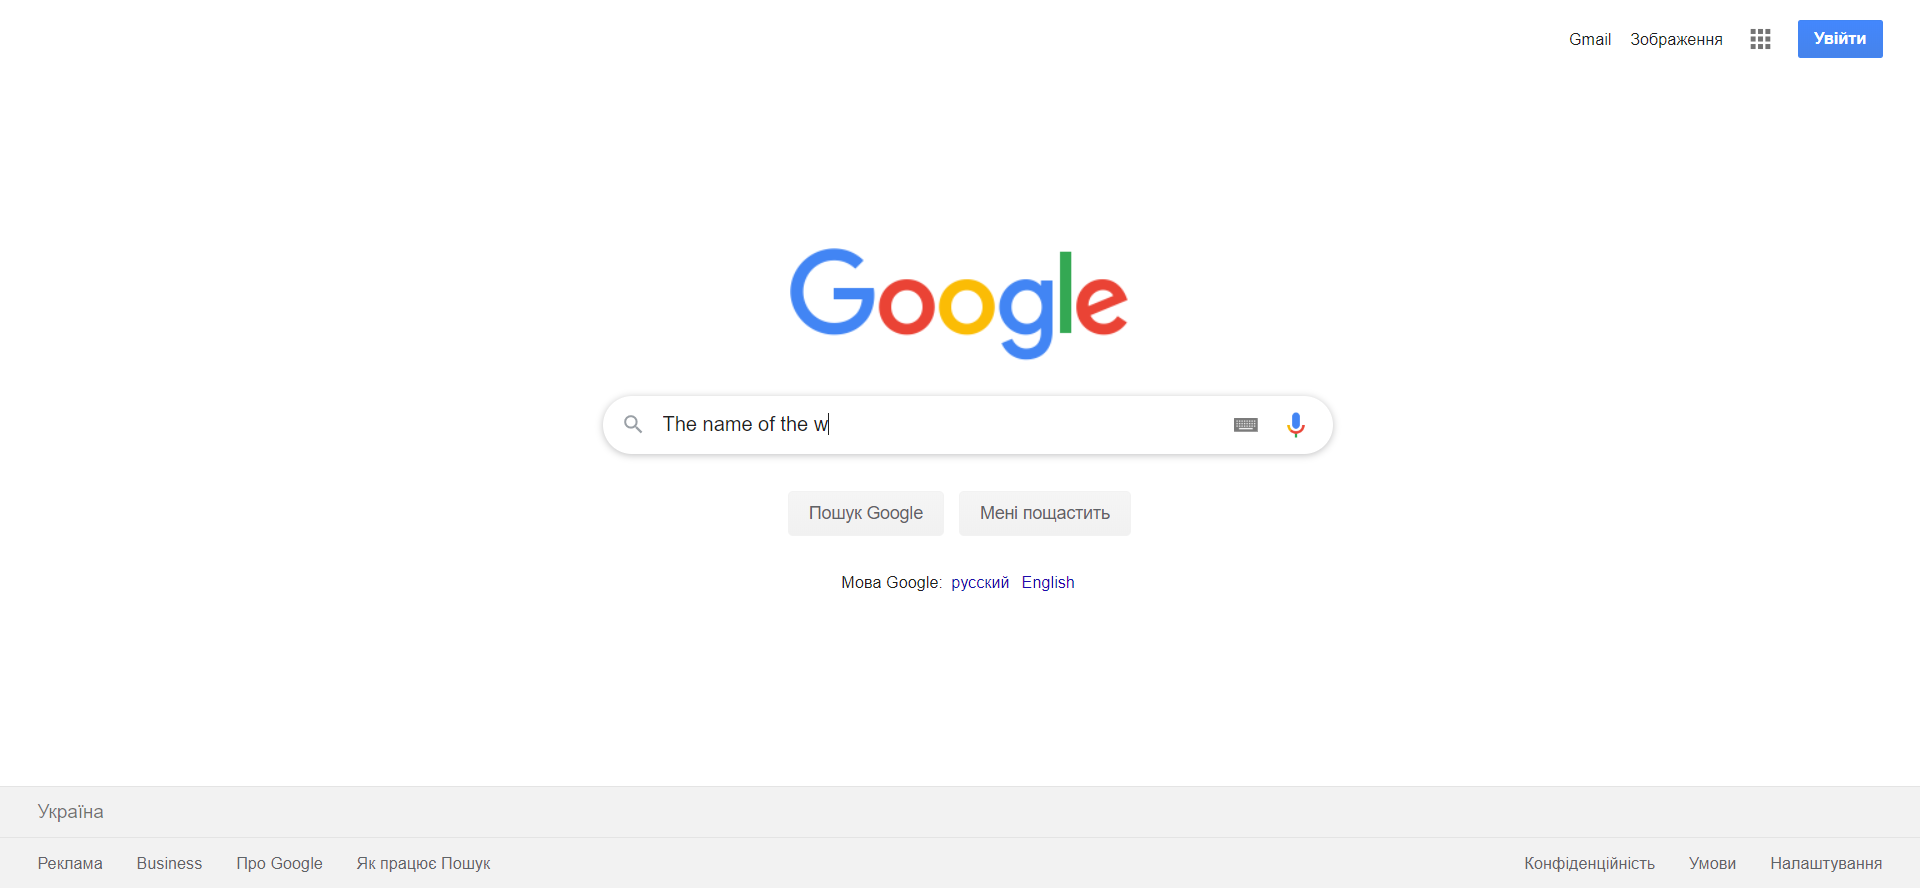 Gmail Зображення Увійти
Google
The name of the w
Пошук Google Мені пощастить
Мова Google: русский English
Україна
Реклама Business Про Google Як працює Пошук Конфіденційність Умови Налаштування